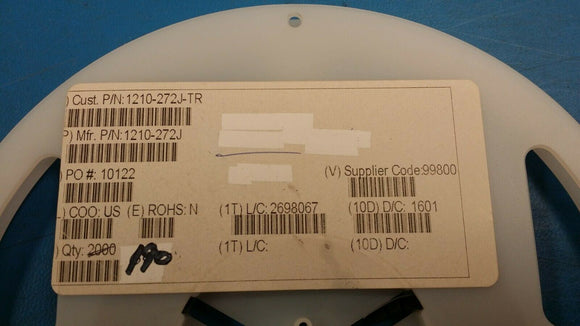 ) Cust. P/N:1210-272J-TR
P) Mfr. P/N:1210-272J
) PO #: 10122
(V) Supplier Code:99800
) COO: US (E) ROHS: N (1T) L/C: 2698067 (10D) D/C: 1601
) Qty: 2000 (1T) L/C: (10D) D/C: